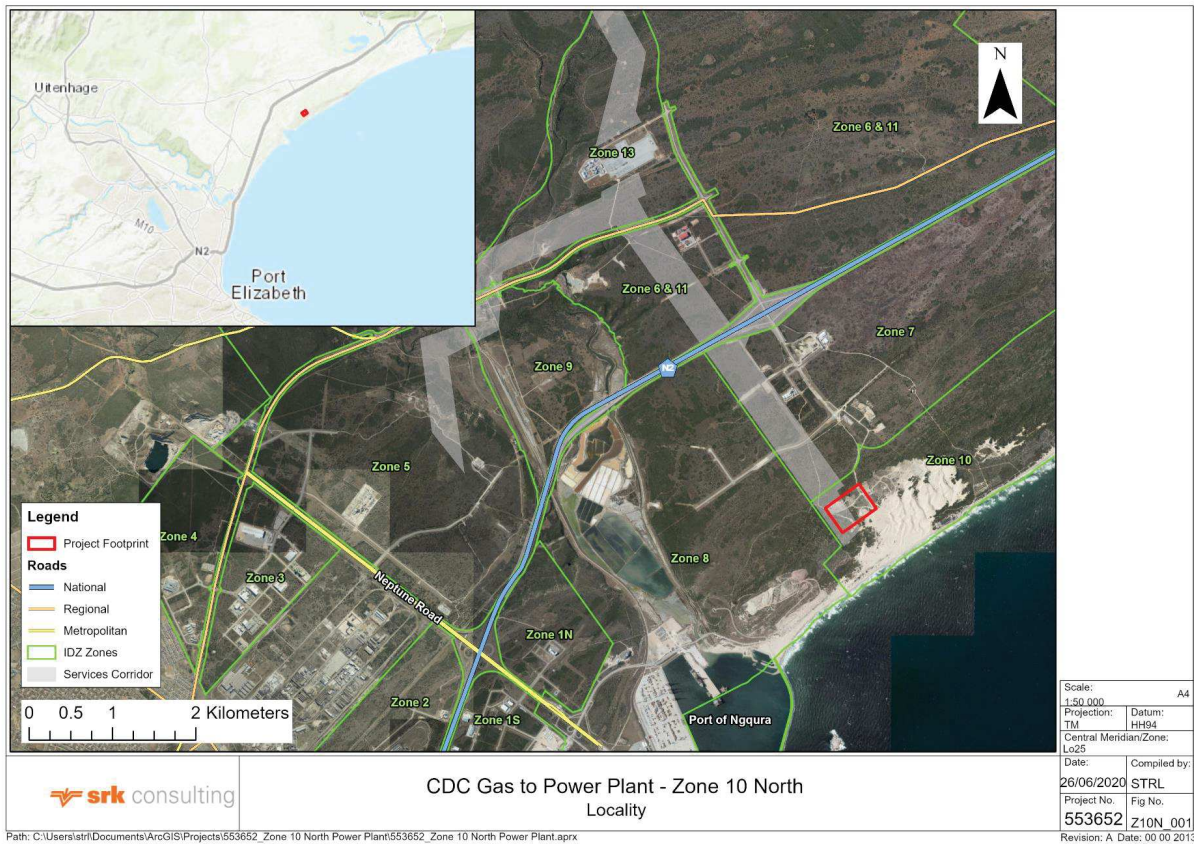 Uitenhage
M10
N2
Port
Elizabeth
N
Zone 6 & 11
Zone 13
Zone 6 & 11
Zone 7
Zone 9
N2
Zone 5
Zone 10
Zone 4
Zone 3
Zone 8
Neptune Road
Zone 1N
Zone 2
Zone 1S
Port of Ngqura
Legend
Project Footprint
Roads
National
Regional
Metropolitan
IDZ Zones
Services Corridor
0 0.5 1 2 Kilometers
srk consulting
CDC Gas to Power Plant - Zone 10 North
Locality
Scale: A4
1:50 000
Projection: Datum:
TM HH94
Central Meridian/Zone:
Lo25
Date: Compiled by:
26/06/2020 STRL
Project No. Fig No.
553652 Z10N_001
Revision: A Date: 00 00 2013
Path: C:\Users\strl\Documents\ArcGIS\Projects\553652_Zone 10 North Power Plant\553652_Zone 10 North Power Plant.aprx